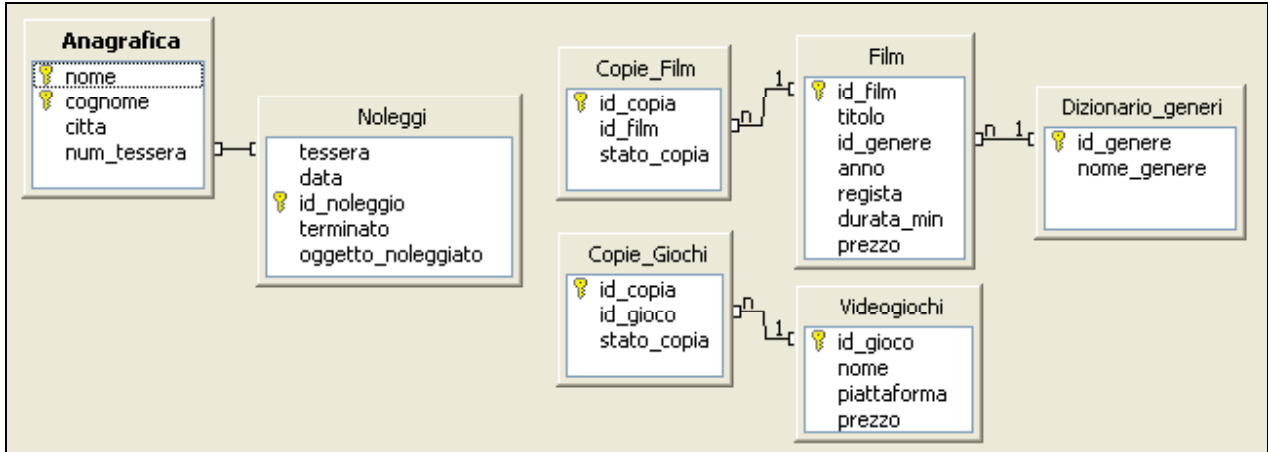 Anagrafica
nome
cognome
citta
num_tessera
Noleggi
tessera
data
id_noleggio
terminato
oggetto_noleggiato
Copie_Film
id_copia
id_film
stato_copia
n
1
Film
id_film
titolo
id_genere
anno
regista
durata_min
prezzo
n
1
Dizionario_generi
id_genere
nome_genere
Copie_Giochi
id_copia
id_gioco
stato_copia
n
1
Videogiochi
id_gioco
nome
piattaforma
prezzo